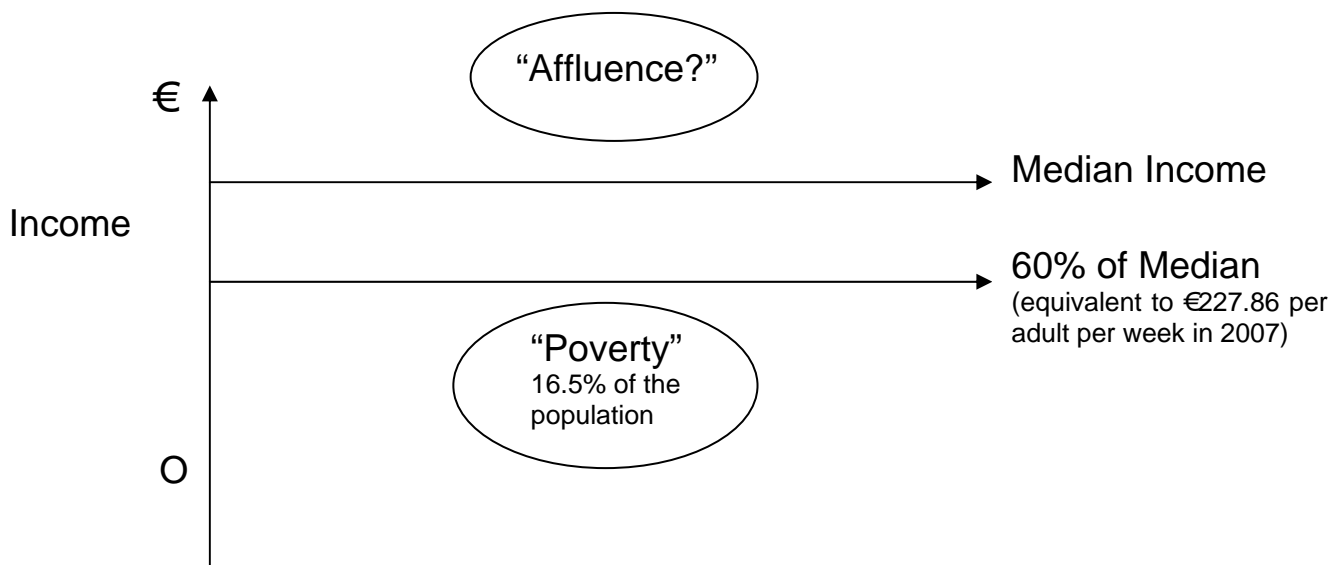 “Affluence?”
€
Median Income
Income
60% of Median
(equivalent to €227.86 per
adult per week in 2007)
“Poverty”
16.5% of the
population
O